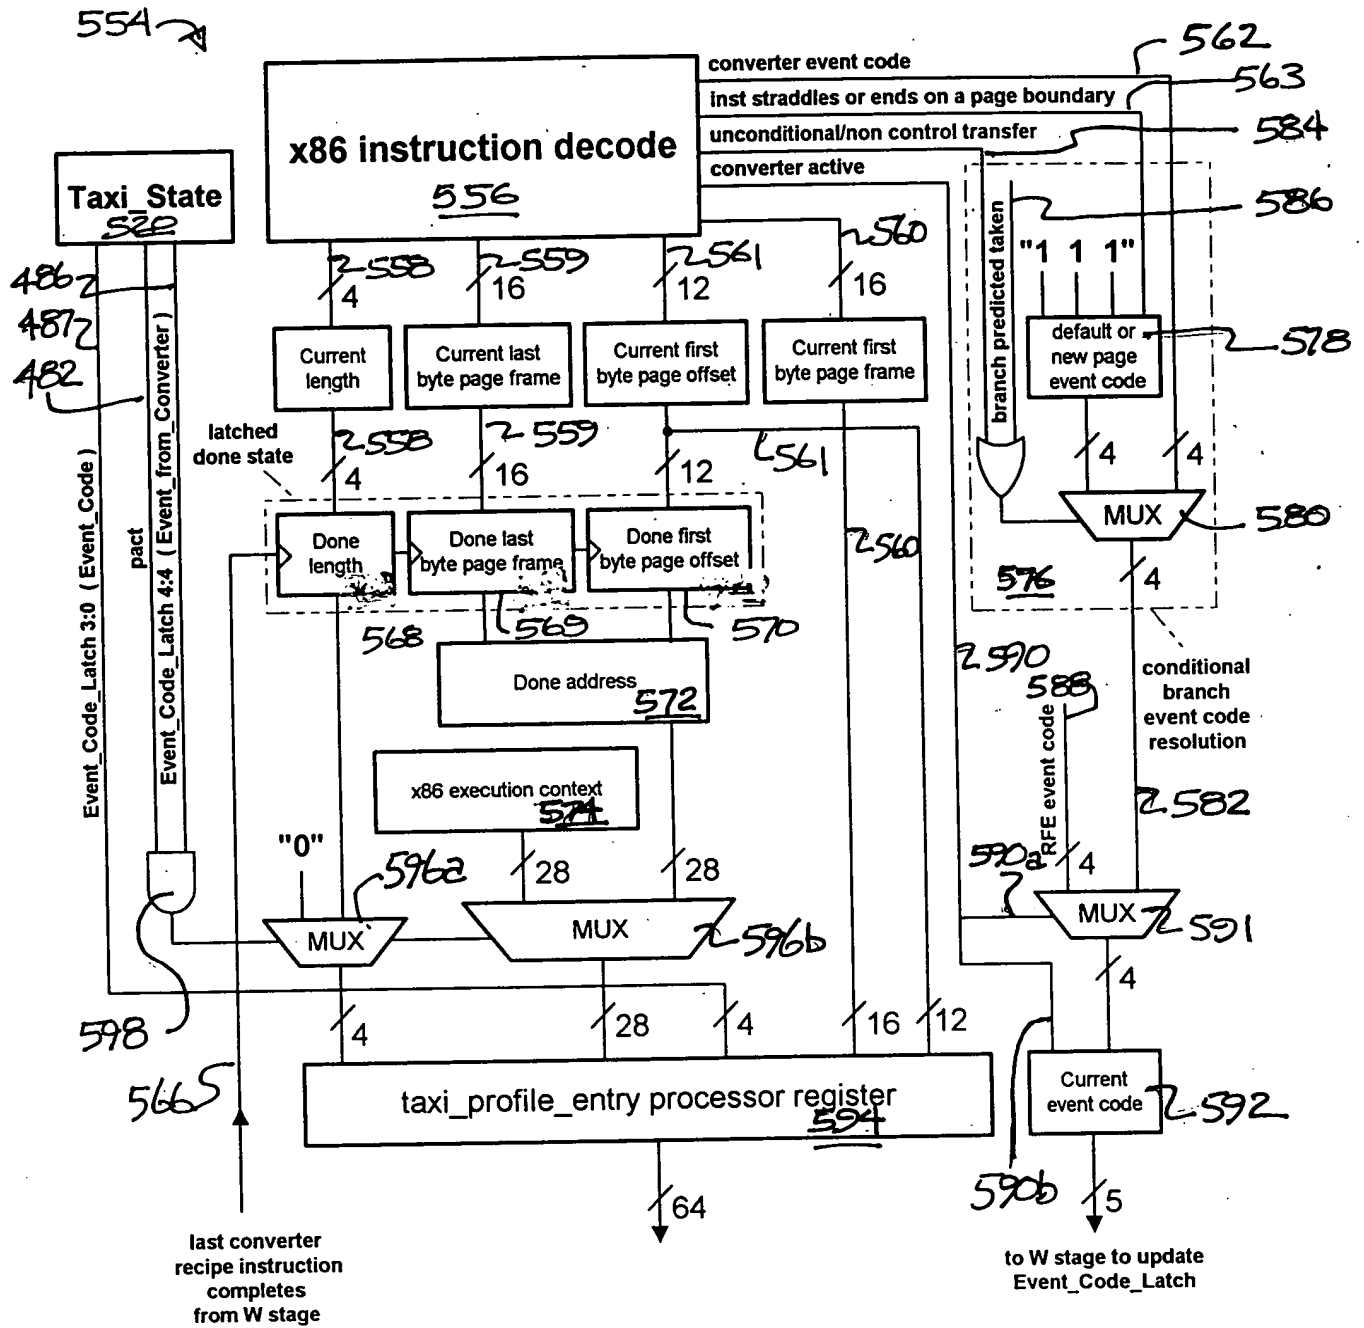 554
562
converter event code
563
inst straddles or ends on a page boundary
584
unconditional/non control transfer
converter active
x86 instruction decode
556
Taxi_State
586
branch predicted taken
"1 1 1"
558
559
561
560
4
16
12
16
486
487
482
default or
new page
event code
578
Current
length
Current last
byte page frame
Current first
byte page offset
Current first
byte page frame
latched
done state
558
559
561
4
16
12
4
4
MUX
580
Event_Code_Latch 3:0 ( Event_Code )
pact
Event_Code_Latch 4:4 ( Event_from_Converter )
Done
length
Done last
byte page frame
Done first
byte page offset
560
576
4
568
569
570
Done address
572
590
588
conditional
branch
event code
resolution
x86 execution context
574
RFE event code
582
"0"
596a
28
28
590a
4
MUX
MUX
596b
MUX
591
598
4
28
4
16
12
4
566
taxi_profile_entry processor register
594
Current
event code
592
590b
64
5
last converter
recipe instruction
completes
from W stage
to W stage to update
Event_Code_Latch